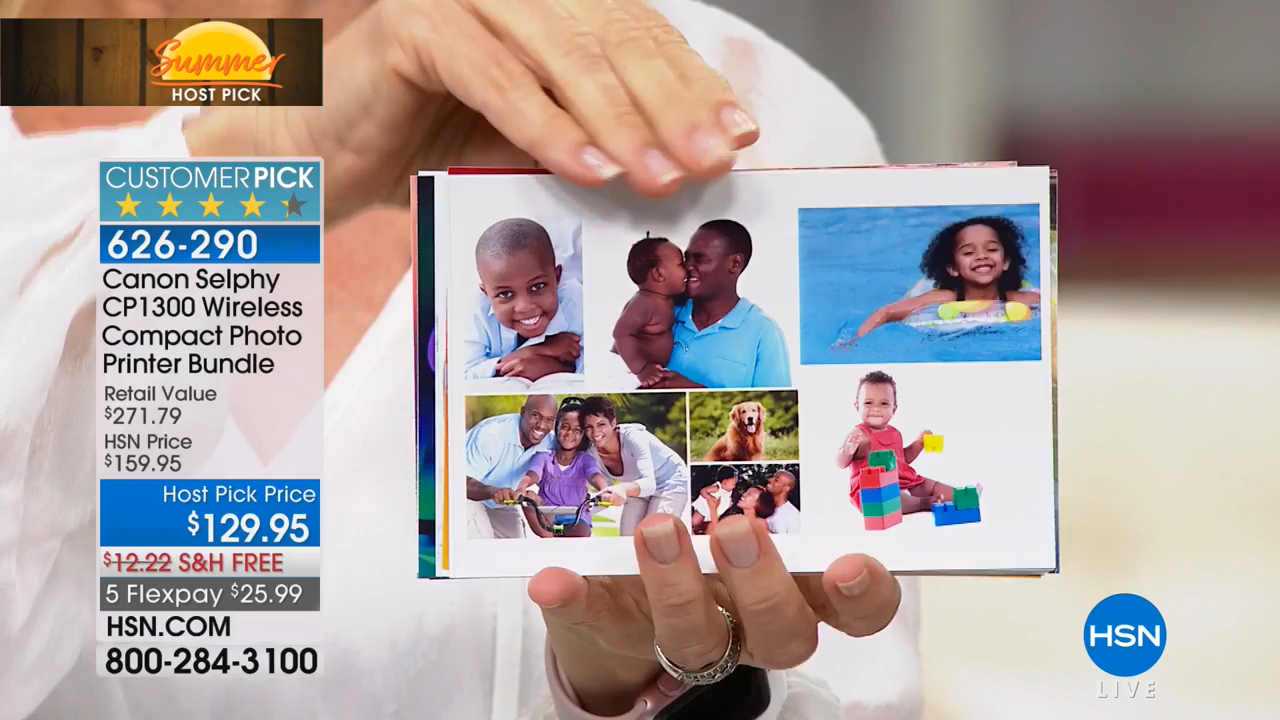 Summer
HOST PICK
CUSTOMER PICK
626-290
Canon Selphy
CP1300 Wireless
Compact Photo
Printer Bundle
Retail Value
$271.79
HSN Price
$159.95
Host Pick Price
$129.95
$12.22 S&H FREE
5 Flexpay $25.99
HSN.COM
800-284-3100
HSN
LIVE